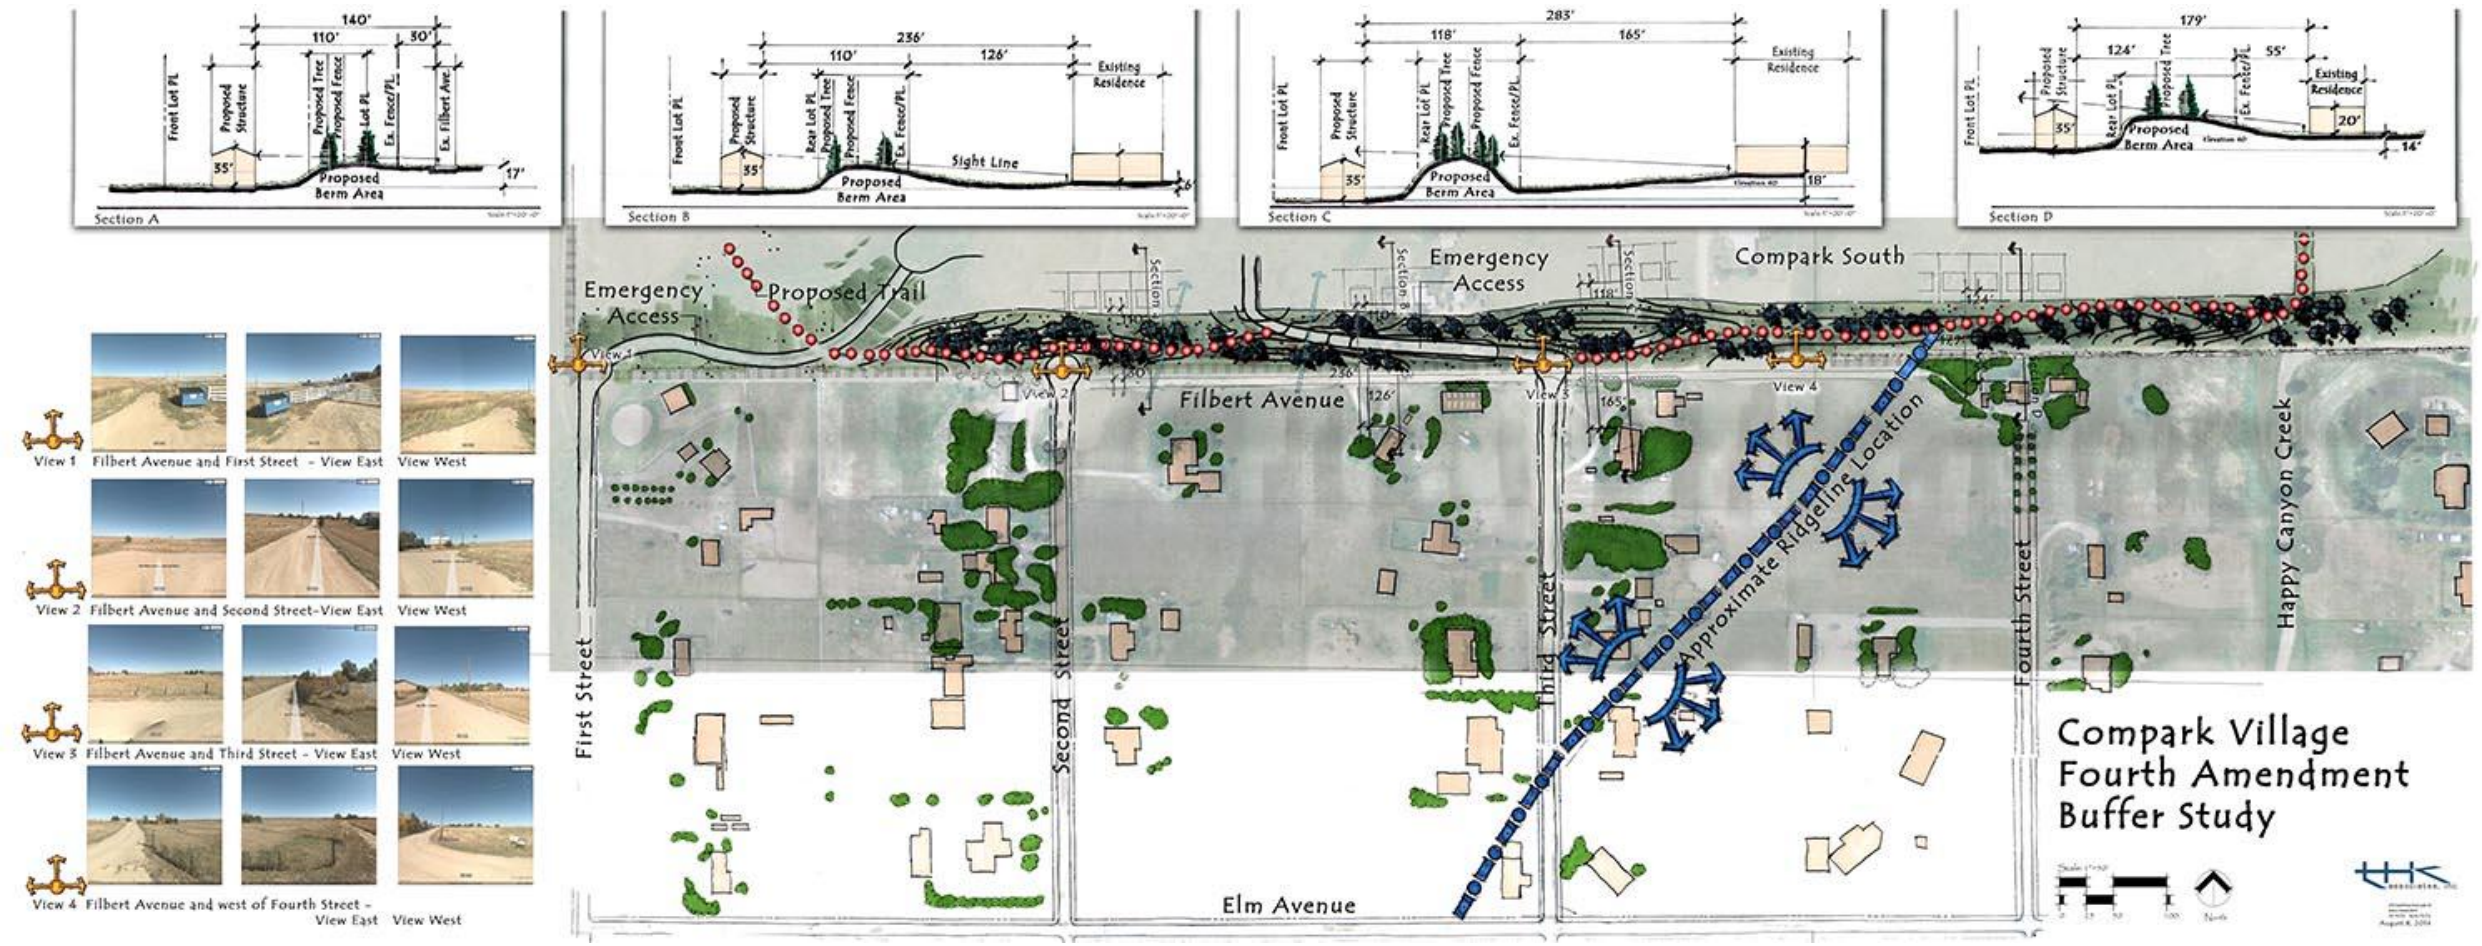 140'
110'
30'
Front Lot PL
Proposed
Structure
Proposed Tree
Proposed Fence
Lot PL
Ex. Fence/PL
Ex. Filbert Ave.
35'
17'
Proposed
Berm Area
Section A
236'
110'
126'
Existing
Residence
Front Lot PL
Proposed
Structure
Rear Lot PL
Proposed Tree
Proposed Fence
Ex. Fence/PL
Sight Line
35'
6'
Proposed
Berm Area
Section B
283'
118'
165'
Existing
Residence
Front Lot PL
Proposed
Structure
Rear Lot PL
Proposed Tree
Proposed Fence
Ex. Fence/PL
35'
18'
Proposed
Berm Area
Section C
179'
124'
55'
Front Lot PL
Proposed
Structure
Rear Lot PL
Proposed Tree
Ex. Fence/PL
Existing
Residence
35'
20'
14'
Proposed
Berm Area
Section D
Emergency
Access
Proposed Trail
Emergency
Access
Compark South
Section B
118'
View 1
View 2
View 3
View 4
236'
126'
165'
Filbert Avenue
Approximate Ridgeline Location
Happy Canyon Creek
First Street
Second Street
Third Street
Fourth Street
Elm Avenue
View 1 Filbert Avenue and First Street - View East View West
View 2 Filbert Avenue and Second Street-View East View West
View 3 Filbert Avenue and Third Street - View East View West
View 4 Filbert Avenue and west of Fourth Street -
View East View West
Compark Village
Fourth Amendment
Buffer Study
North
thk
associates, inc.